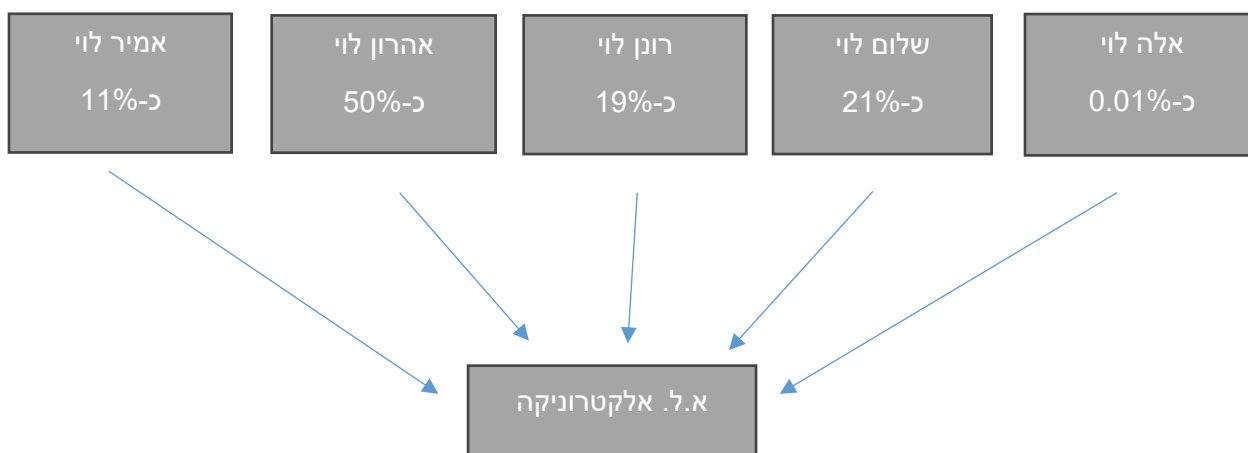 אלה לוי
כ-0.01%
שלום לוי
כ-21%
רונן לוי
כ-19%
אהרון לוי
כ-50%
אמיר לוי
כ-11%
א.ל. אלקטרוניקה